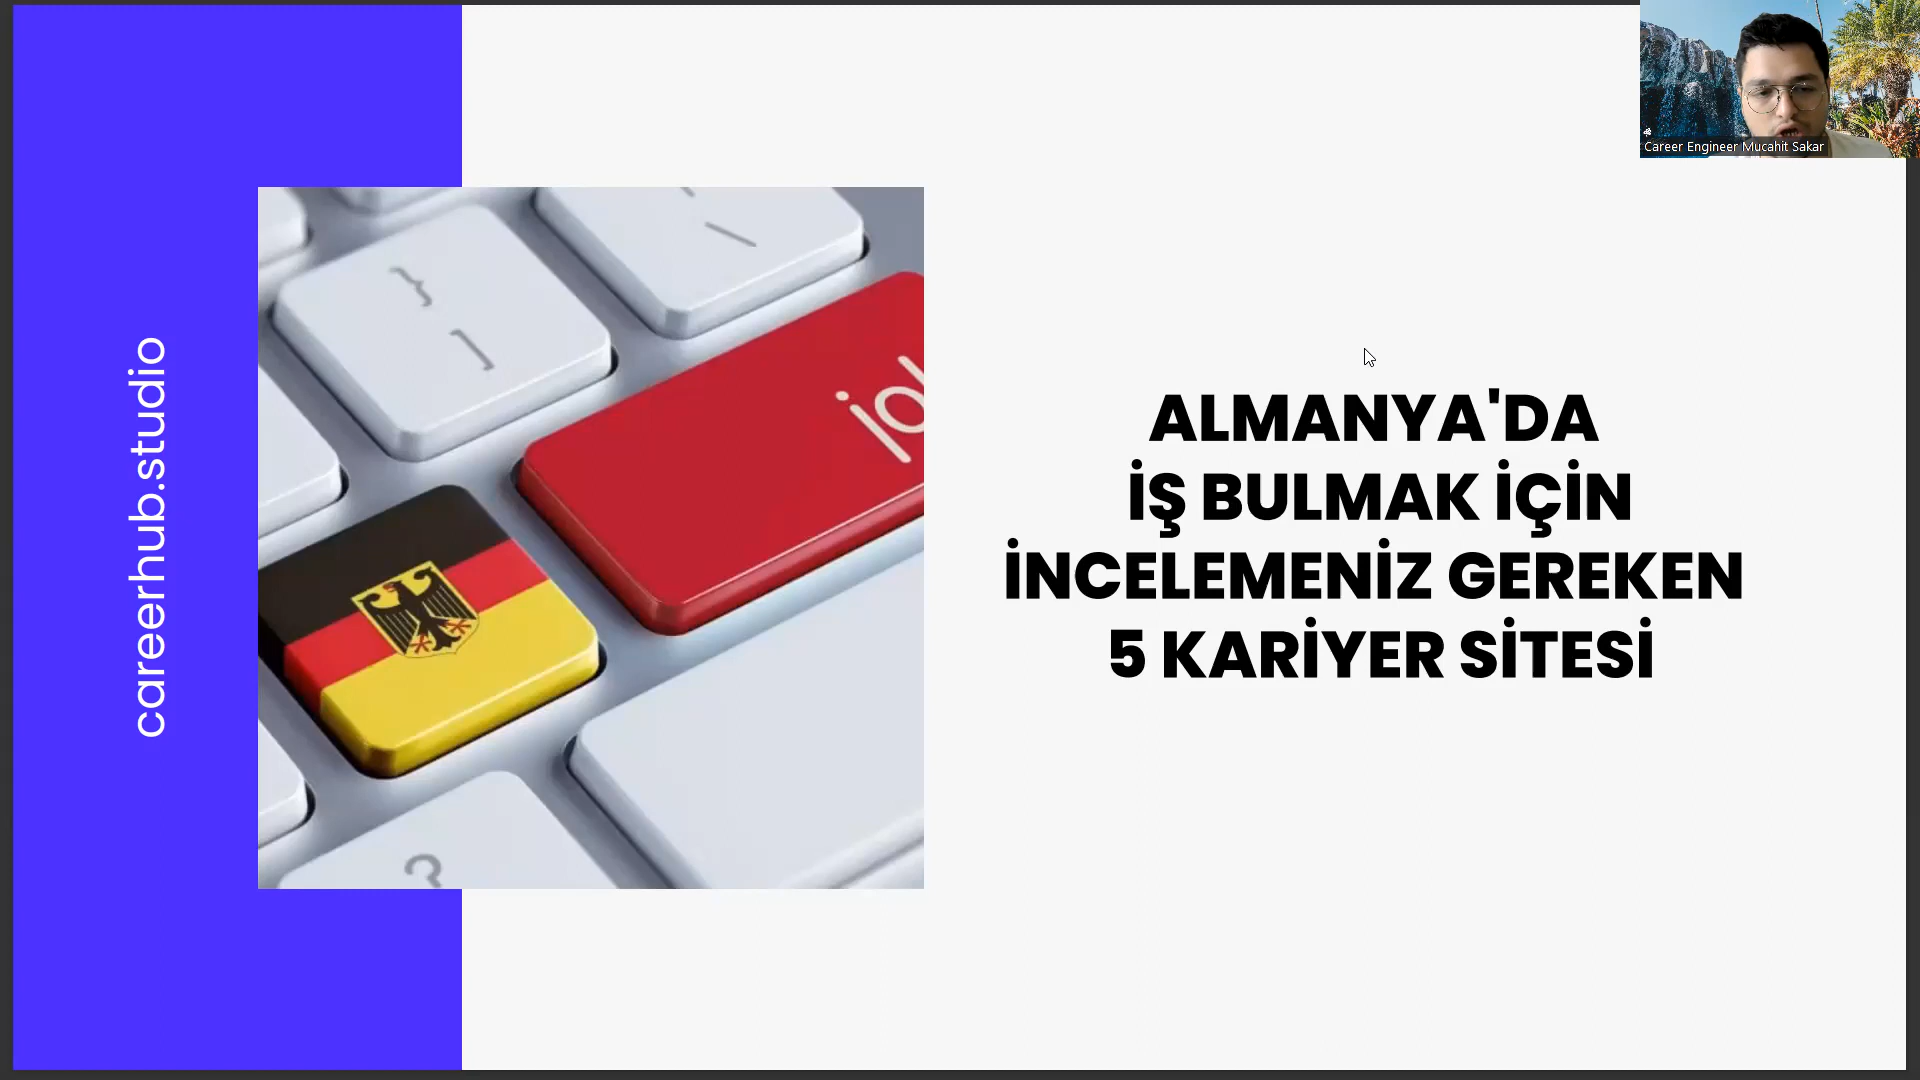 careerhub.studio
ALMANYA'DA
İŞ BULMAK İÇİN
İNCELEMENİZ GEREKEN
5 KARİYER SİTESİ
Career Engineer Mucahit Sakar